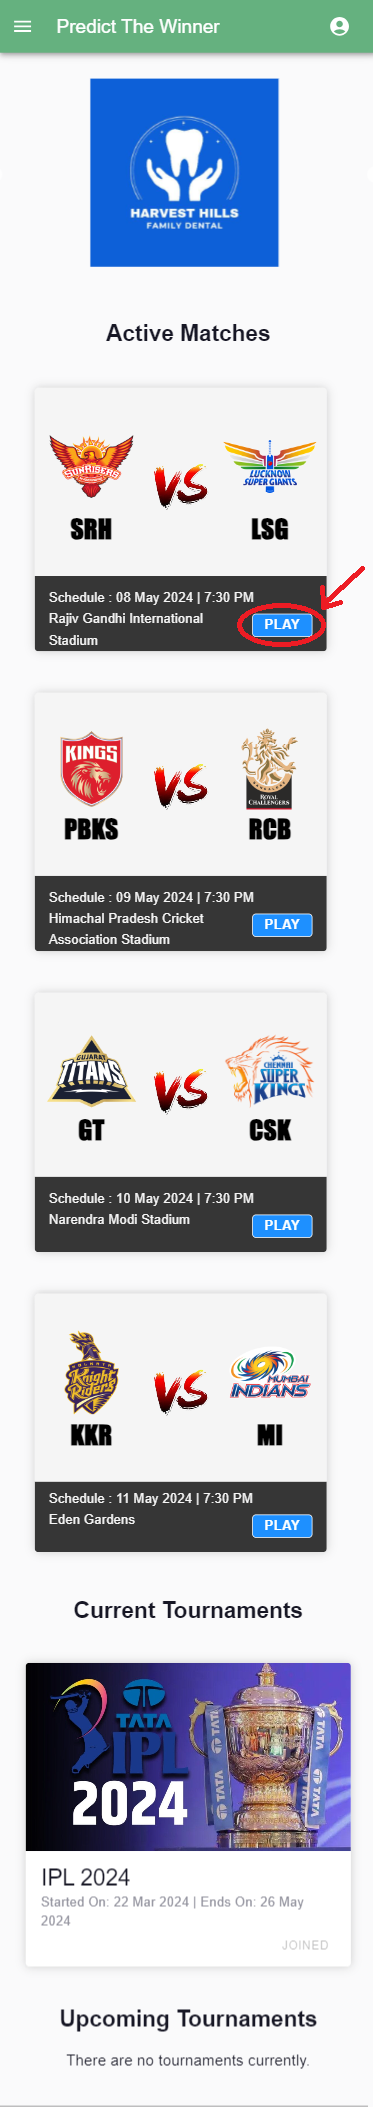 Predict The Winner
HARVEST HILLS
FAMILY DENTAL
Active Matches
SUNRISERS
VS
LUCKNOW
SUPER GIANTS
SRH
LSG
Schedule : 08 May 2024 | 7:30 PM
Rajiv Gandhi International
Stadium
PLAY
KINGS
VS
ROYAL
CHALLENGERS
PBKS
RCB
Schedule : 09 May 2024 | 7:30 PM
Himachal Pradesh Cricket
Association Stadium
PLAY
GUJARAT
TITANS
VS
CHENNAI
SUPER
KINGS
GT
CSK
Schedule : 10 May 2024 | 7:30 PM
Narendra Modi Stadium
PLAY
KOLKATA
Knight
Riders
VS
MUMBAI
INDIANS
KKR
MI
Schedule : 11 May 2024 | 7:30 PM
Eden Gardens
PLAY
Current Tournaments
TATA
IPL
2024
TATA
TATA
IPL 2024
Started On: 22 Mar 2024 | Ends On: 26 May
2024
JOINED
Upcoming Tournaments
There are no tournaments currently.